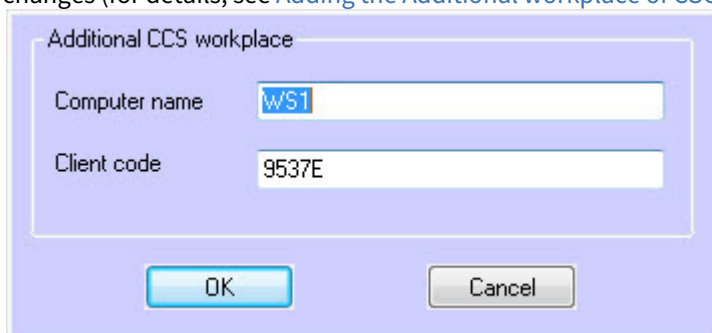 changes (for details, see Adding the Additional Workplace of
Additional CCS workplace
Computer name WS1
Client code 9537E
OK Cancel